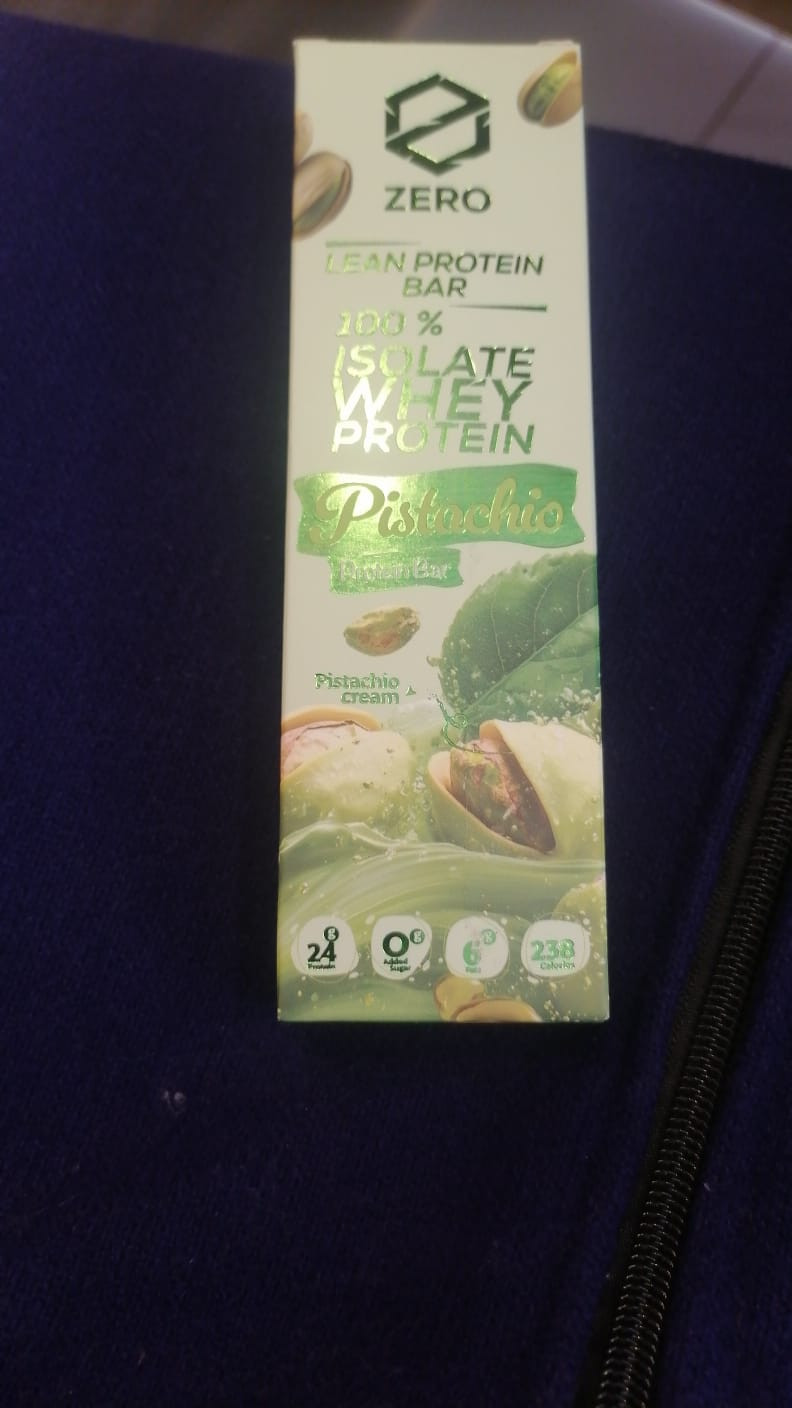 ZERO
LEAN PROTEIN
BAR
100 %
ISOLATE
WHEY
PROTEIN
Pistachio
Protein Bar
Pistachio
cream
24 g
Protein
0 g
Added
Sugar
6 g
Fats
238
Calories